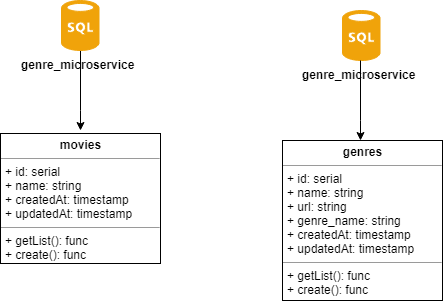 SQL
genre_microservice
movies
+ id: serial
+ name: string
+ createdAt: timestamp
+ updatedAt: timestamp
+ getList(): func
+ create(): func
SQL
genre_microservice
genres
+ id: serial
+ name: string
+ url: string
+ genre_name: string
+ createdAt: timestamp
+ updatedAt: timestamp
+ getList(): func
+ create(): func